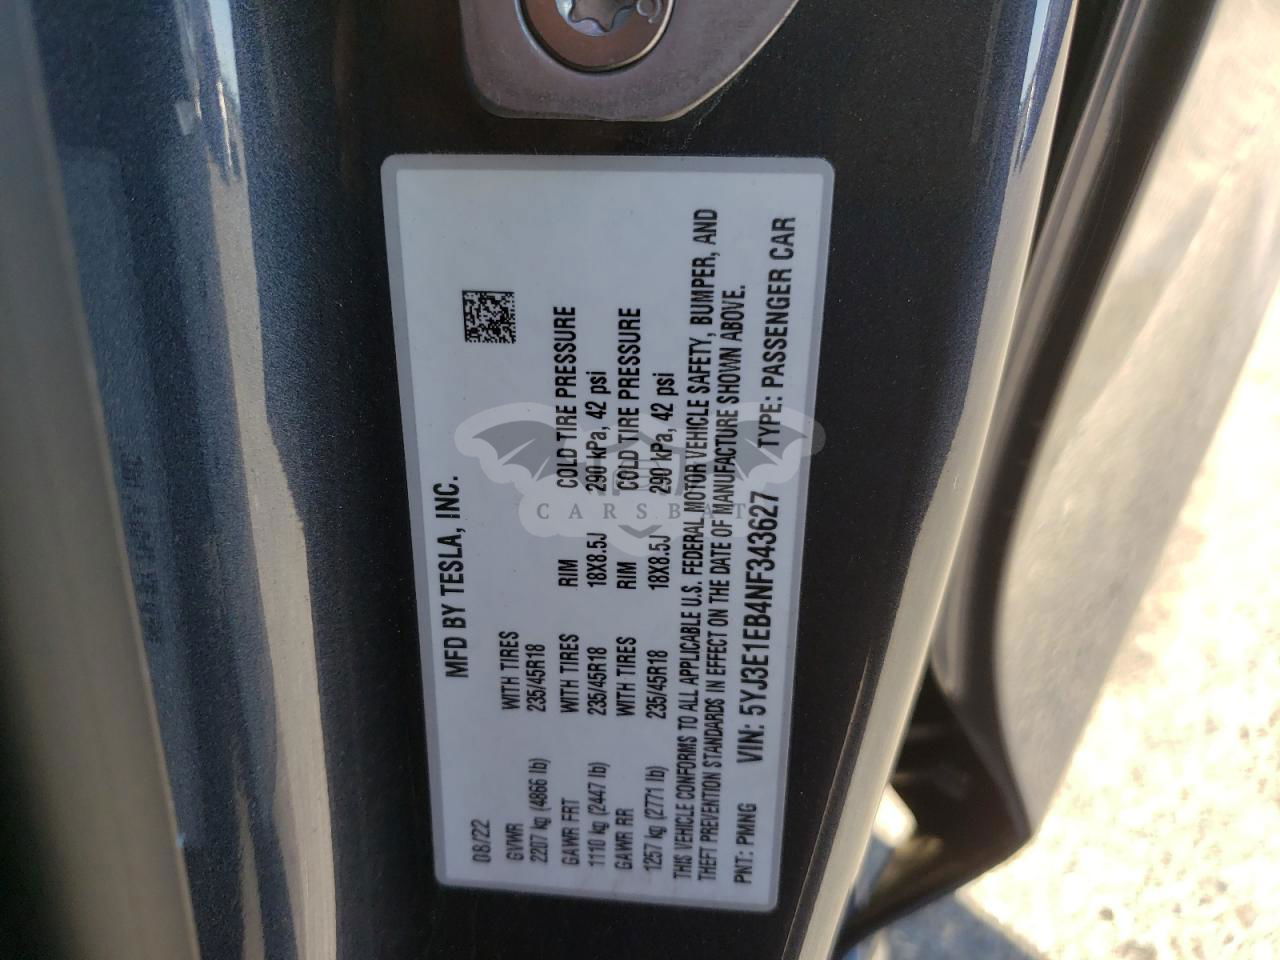 MFD BY TESLA, INC.
08/22
GVWR WITH TIRES
2207 kg (4866 lb) 235/45R18
GAWR FRT WITH TIRES RIM COLD TIRE PRESSURE
1110 kg (2447 lb) 235/45R18 18X8.5J 290 kPa, 42 psi
GAWR RR WITH TIRES RIM COLD TIRE PRESSURE
1257 kg (2771 lb) 235/45R18 18X8.5J 290 kPa, 42 psi
THIS VEHICLE CONFORMS TO ALL APPLICABLE U.S. FEDERAL MOTOR VEHICLE SAFETY, BUMPER, AND
THEFT PREVENTION STANDARDS IN EFFECT ON THE DATE OF MANUFACTURE SHOWN ABOVE.
PNT: PMNG VIN: 5YJ3E1EB4NF343627 TYPE: PASSENGER CAR
CARSBAT